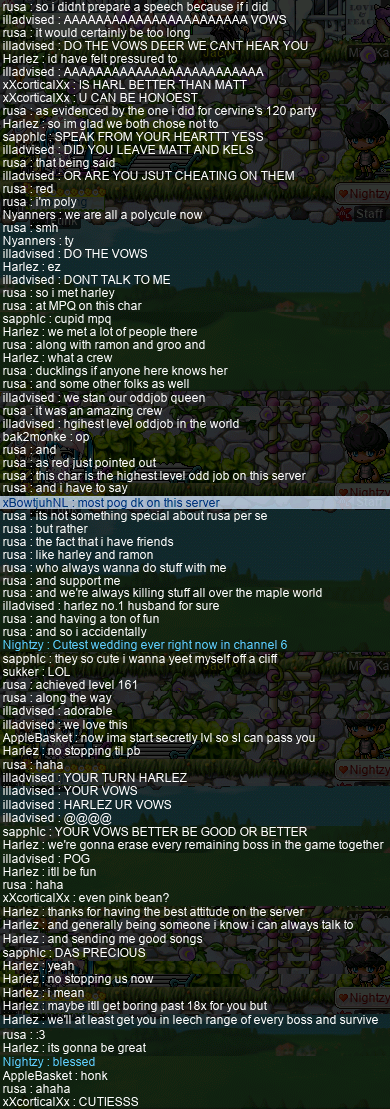 LOVE
& PEACE
rusa : so i didnt prepare a speech because if i did
illadvised : AAAAAAAAAAAAAAAAAAAAAAAA VOWS
rusa : it would certainly be too long
illadvised : DO THE VOWS DEER WE CANT HEAR YOU
Harlez : id have felt pressured to
illadvised : AAAAAAAAAAAAAAAAAAAAAAAAA
xXcorticalXx : IS HARL BETTER THAN MATT
xXcorticalXx : U CAN BE HONOEST
rusa : as evidenced by the one i did for cervine's 120 party
Harlez : so im glad we both chose not to
sapphic : SPEAK FROM YOUR HEARTTT YESS
illadvised : DID YOU LEAVE MATT AND KELS
rusa : that being said
illadvised : OR ARE YOU JSUT CHEATING ON THEM
rusa : red
rusa : i'm poly
Nightzy
Nyanners : we are all a polycule now
Staff
rusa : smh
Nyanners : ty
illadvised : DO THE VOWS
Harlez : ez
illadvised : DONT TALK TO ME
rusa : so i met harley
rusa : at MPQ on this char
sapphlc : cupid mpq
Harlez : we met a lot of people there
rusa : along with ramon and groo and
Harlez : what a crew
rusa : ducklings if anyone here knows her
rusa : and some other folks as well
illadvised : we stan our oddjob queen
rusa : it was an amazing crew
illadvised : hgihest level oddjob in the world
bak2monke : op
rusa : and
rusa : as red just pointed out
rusa : this char is the highest level odd job on this server
rusa : and i have to say
Nightzy
xBowtjuhNL : most pog dk on this server
rusa : its not something special about rusa per se
rusa : but rather
rusa : the fact that i have friends
rusa : like harley and ramon
rusa : who always wanna do stuff with me
rusa : and support me
rusa : and we're always killing stuff all over the maple world
illadvised : harlez no.1 husband for sure
rusa : and having a ton of fun
rusa : and so i accidentally
Nightzy : Cutest wedding ever right now in channel 6
sapphlc : they so cute i wanna yeet myself off a cliff
sukker : LOL
rusa : achieved level 161
rusa : along the way
illadvised : adorable
illadvised : we love this
AppleBasket : now ima start secretly lvl so sl can pass you
Harlez : no stopping til pb
rusa : haha
Nightzy
illadvised : YOUR TURN HARLEZ
illadvised : YOUR VOWS
illadvised : HARLEZ UR VOWS
illadvised : @@@@
sapphlc : YOUR VOWS BETTER BE GOOD OR BETTER
Harlez : we're gonna erase every remaining boss in the game together
illadvised : POG
Harlez : itll be fun
rusa : haha
xXcorticalXx : even pink bean?
Harlez : thanks for having the best attitude on the server
Harlez : and generally being someone i know i can always talk to
Harlez : and sending me good songs
sapphlc : DAS PRECIOUS
Harlez : yeah
Harlez : no stopping us now
Harlez : i mean
Nightzy
Harlez : maybe itll get boring past 18x for you but
Harlez : we'll at least get you in leech range of every boss and survive
rusa : :3
Harlez : its gonna be great
Nightzy : blessed
AppleBasket : honk
rusa : ahaha
xXcorticalXx : CUTIESSS